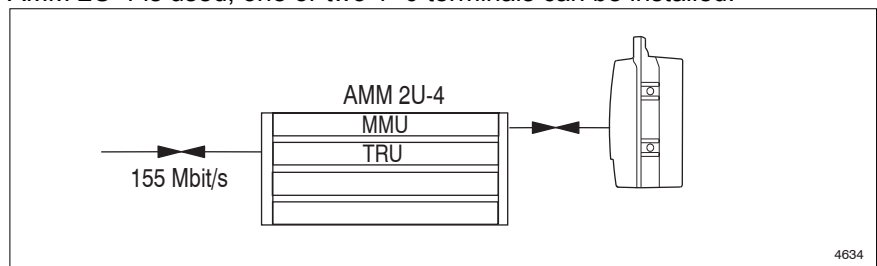 AMM 2U-4 is used, one or two 1+0 terminals can be installed.
AMM 2U-4
MMU
TRU
155 Mbit/s
4634